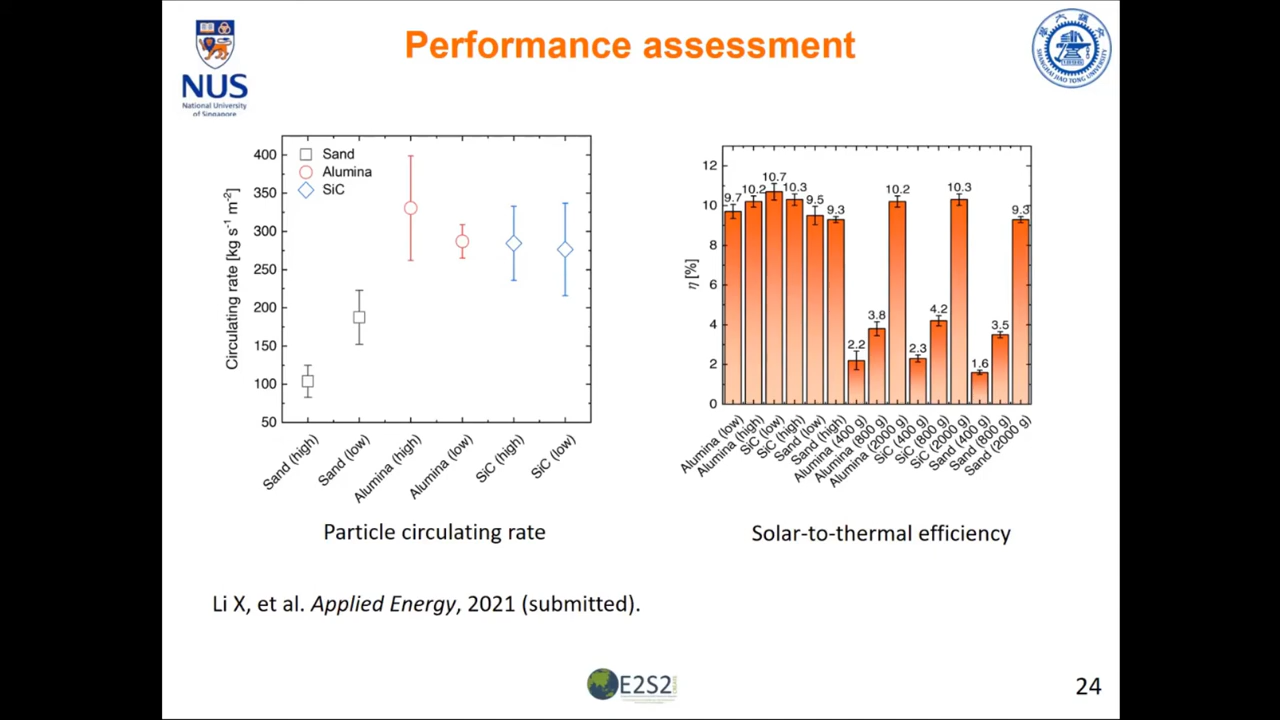 Performance assessment
NUS
National University
of Singapore
SHANGHAI JIAO TONG UNIVERSITY
Sand
Alumina
SiC
400
350
300
250
200
150
100
50
Circulating rate [kg s⁻¹ m⁻²]
Sand (high)
Sand (low)
Alumina (high)
Alumina (low)
SiC (high)
SiC (low)
Particle circulating rate
12
10
8
6
4
2
0
η [%]
9.7
10.2
10.7
10.3
9.5
9.3
2.2
3.8
10.2
2.3
4.2
10.3
1.6
3.5
9.3
Alumina (low)
Alumina (high)
SiC (low)
SiC (high)
Sand (low)
Sand (high)
Alumina (400 g)
Alumina (800 g)
Alumina (2000 g)
SiC (400 g)
SiC (800 g)
SiC (2000 g)
Sand (400 g)
Sand (800 g)
Sand (2000 g)
Solar-to-thermal efficiency
Li X, et al. Applied Energy, 2021 (submitted).
E2S2
24